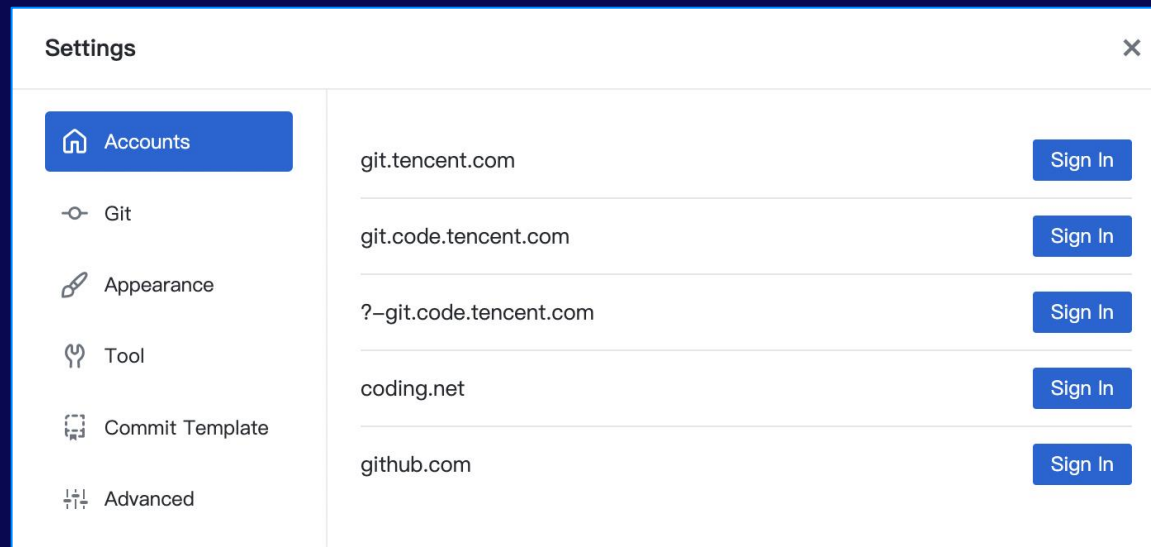 Settings
Accounts
Git
Appearance
Tool
Commit Template
Advanced
git.tencent.com
Sign In
git.code.tencent.com
Sign In
?-git.code.tencent.com
Sign In
coding.net
Sign In
github.com
Sign In